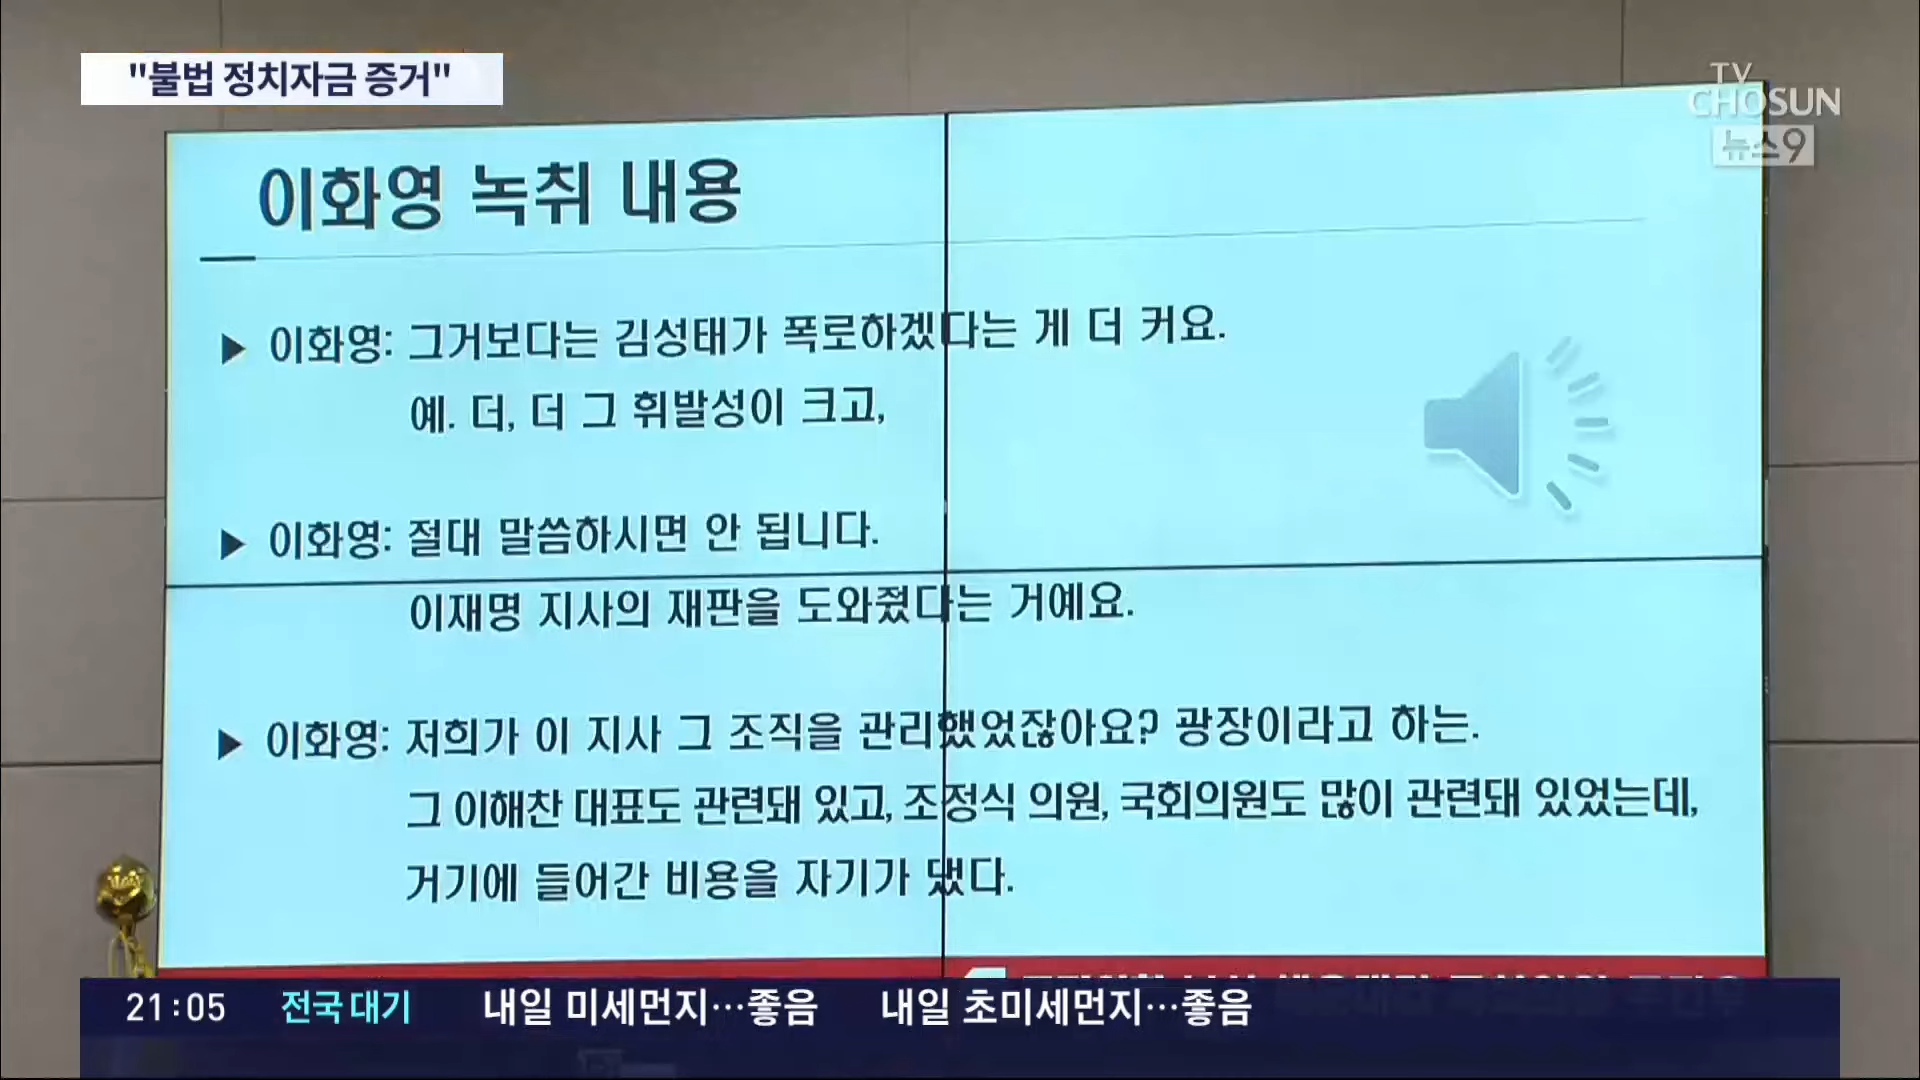 "불법 정치자금 증거"
TV
CHOSUN
뉴스9
이화영 녹취 내용
▶ 이화영: 그거보다는 김성태가 폭로하겠다는 게 더 커요.
예. 더, 더 그 휘발성이 크고,
▶ 이화영: 절대 말씀하시면 안 됩니다.
이재명 지사의 재판을 도와줬다는 거예요.
▶ 이화영: 저희가 이 지사 그 조직을 관리했었잖아요? 광장이라고 하는.
그 이해찬 대표도 관련돼 있고, 조정식 의원, 국회의원도 많이 관련돼 있었는데,
거기에 들어간 비용을 자기가 댔다.
21:05 전국 대기 내일 미세먼지…좋음 내일 초미세먼지…좋음